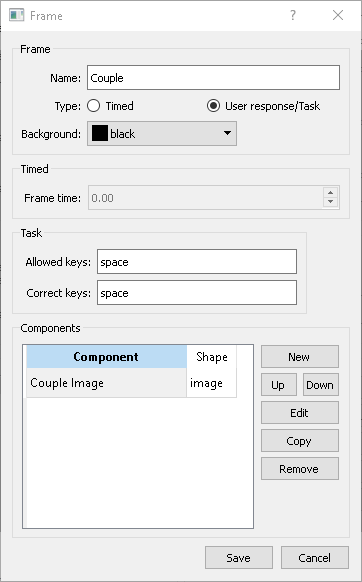 Frame
Frame
Name: Couple
Type: Timed User response/Task
Background: black
Timed
Frame time: 0.00
Task
Allowed keys: space
Correct keys: space
Components
Component Shape New
Couple Image image Up Down
Edit
Copy
Remove
Save Cancel